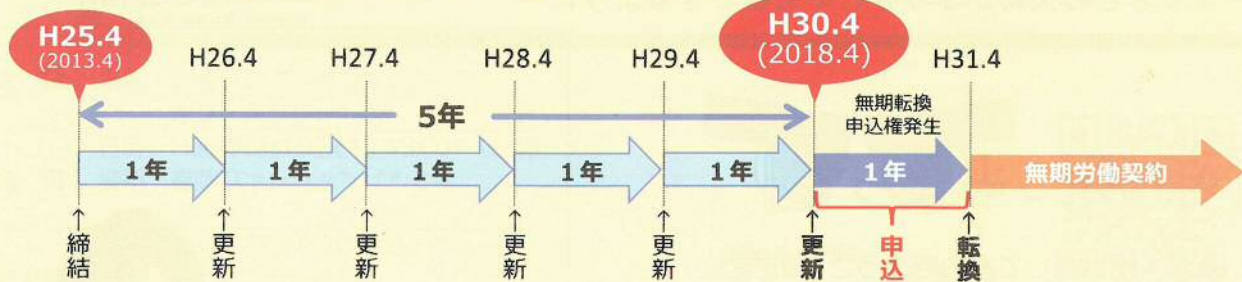 H25.4
(2013.4)
H26.4
H27.4
H28.4
H29.4
H30.4
(2018.4)
H31.4
5年
無期転換
申込権発生
1年
1年
1年
1年
1年
1年
無期労働契約
↑締結
↑更新
↑更新
↑更新
↑更新
↑更新
申込
↑転換